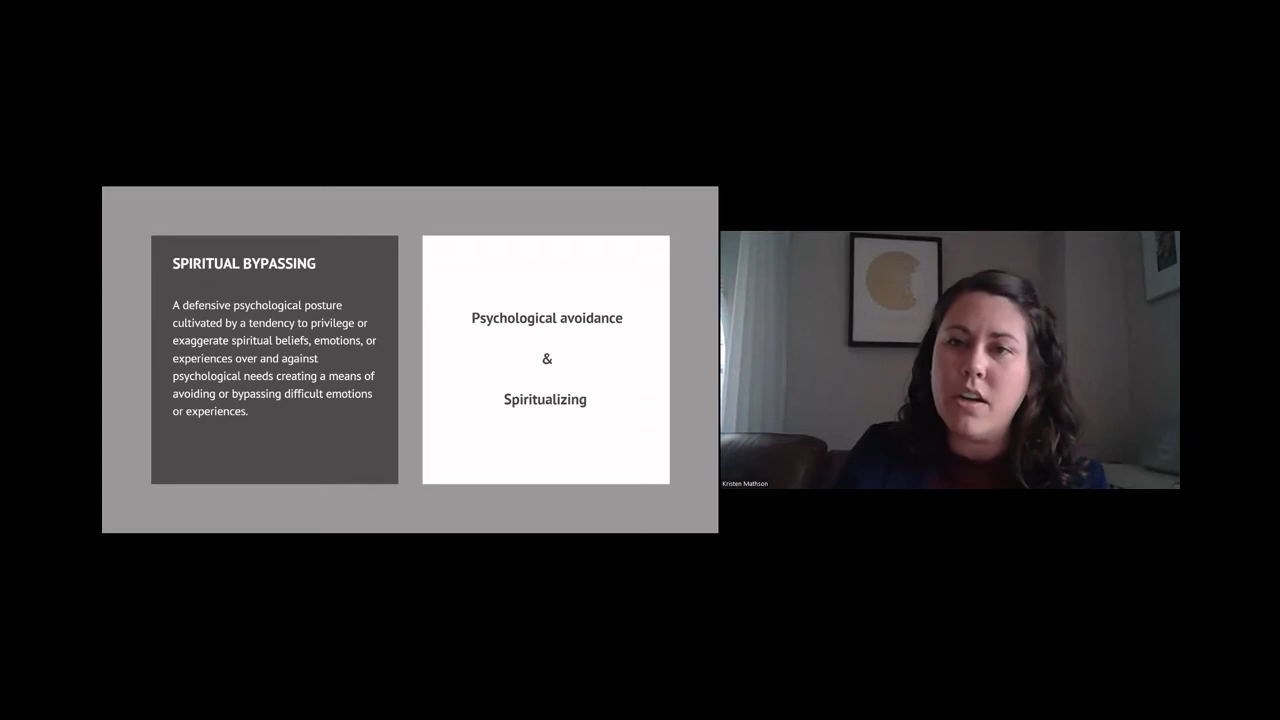 SPIRITUAL BYPASSING
A defensive psychological posture
cultivated by a tendency to privilege or
exaggerate spiritual beliefs, emotions, or
experiences over and against
psychological needs creating a means of
avoiding or bypassing difficult emotions
or experiences.
Psychological avoidance
&
Spiritualizing
Kristen Mathson